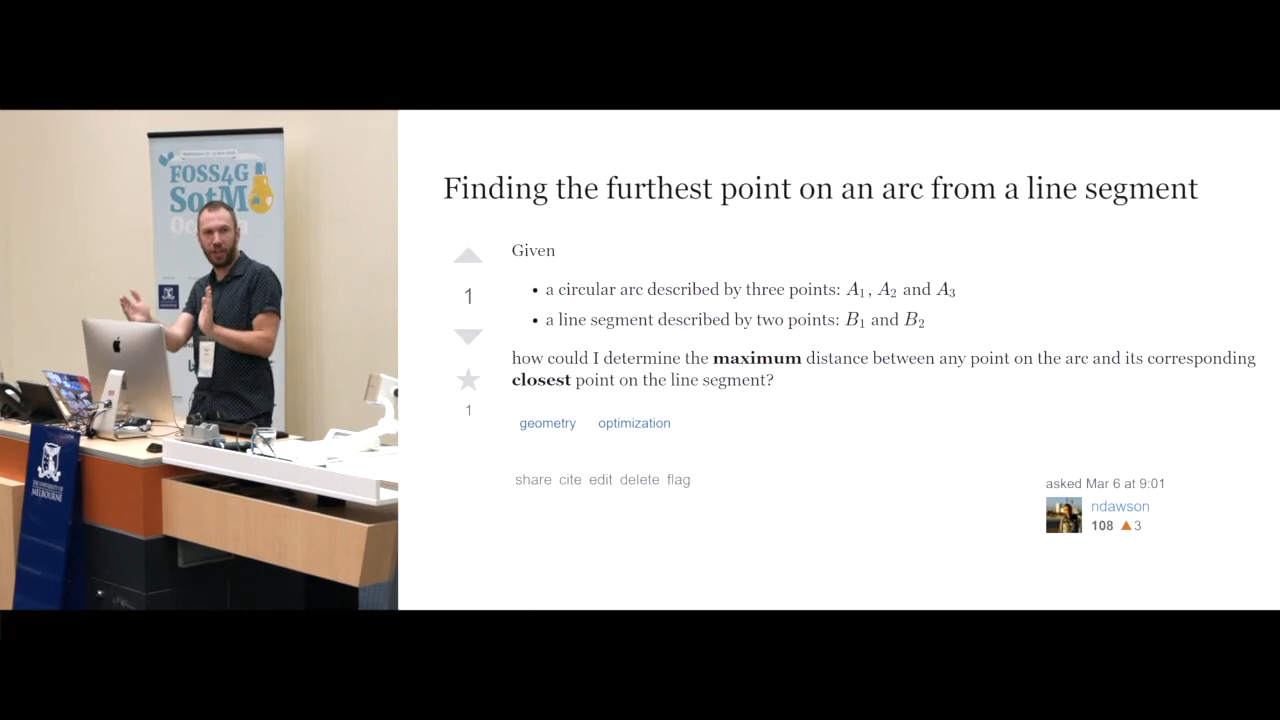 FOSS4G
SotM
THE UNIVERSITY OF
MELBOURNE
Finding the furthest point on an arc from a line segment
Given
1
• a circular arc described by three points: A₁, A₂ and A₃
• a line segment described by two points: B₁ and B₂
how could I determine the maximum distance between any point on the arc and its corresponding
closest point on the line segment?
1
geometry optimization
share cite edit delete flag
asked Mar 6 at 9:01
ndawson
108 ▲3